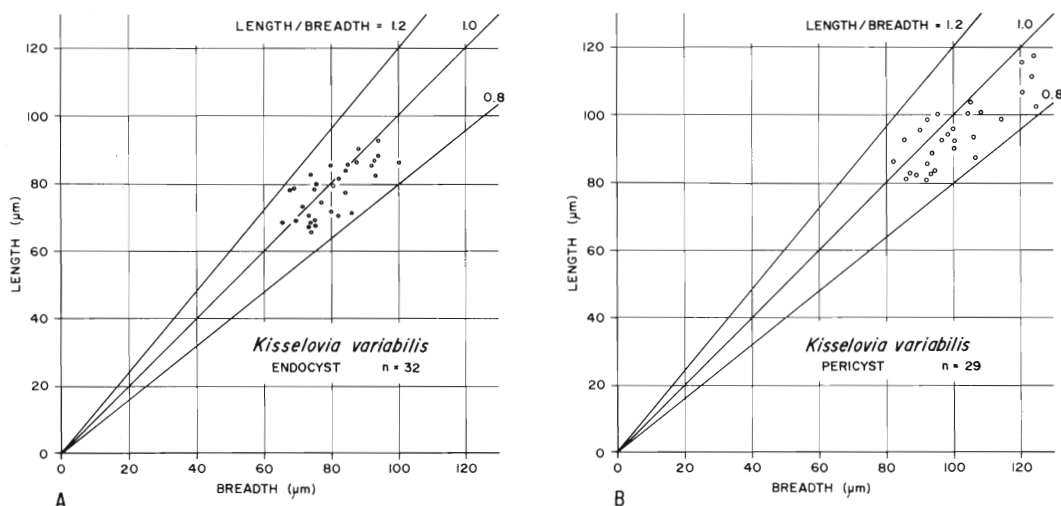 LENGTH/BREADTH = 1.2 1.0
120
100
0.8
80
60
40
20
0
LENGTH (µm)
Kisselovia variabilis
ENDOCYST n = 32
0 20 40 60 80 100 120
BREADTH (µm)
A
LENGTH/BREADTH = 1.2 1.0
120
100
0.8
80
60
40
20
0
LENGTH (µm)
Kisselovia variabilis
PERICYST n = 29
0 20 40 60 80 100 120
BREADTH (µm)
B